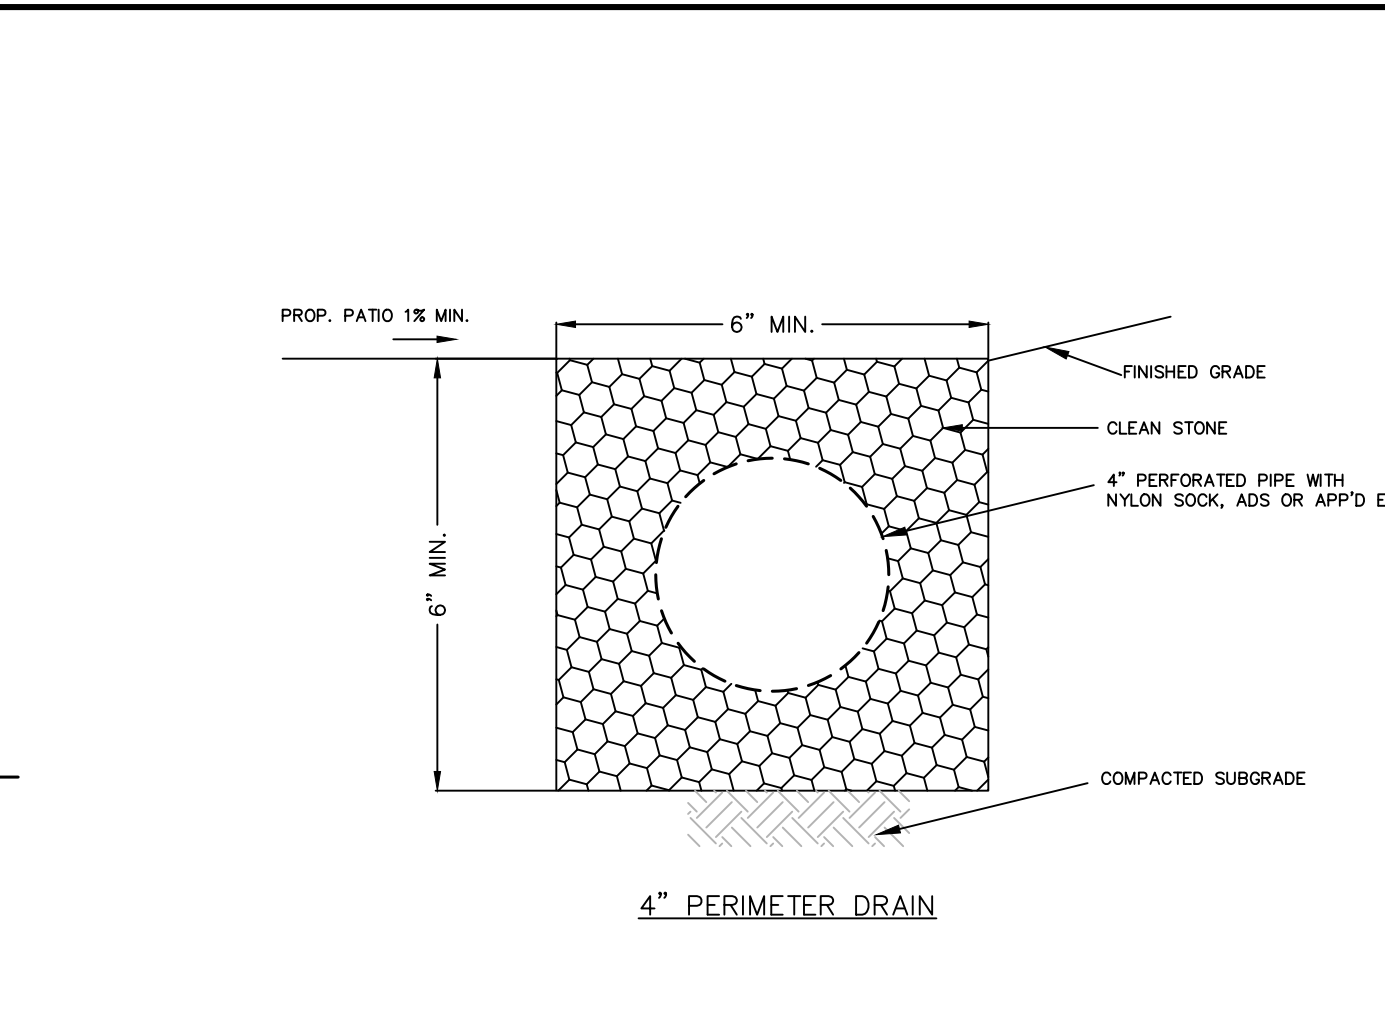 PROP. PATIO 1% MIN.
6" MIN.
FINISHED GRADE
CLEAN STONE
4" PERFORATED PIPE WITH
NYLON SOCK, ADS OR APP'D
6" MIN.
COMPACTED SUBGRADE
4" PERIMETER DRAIN